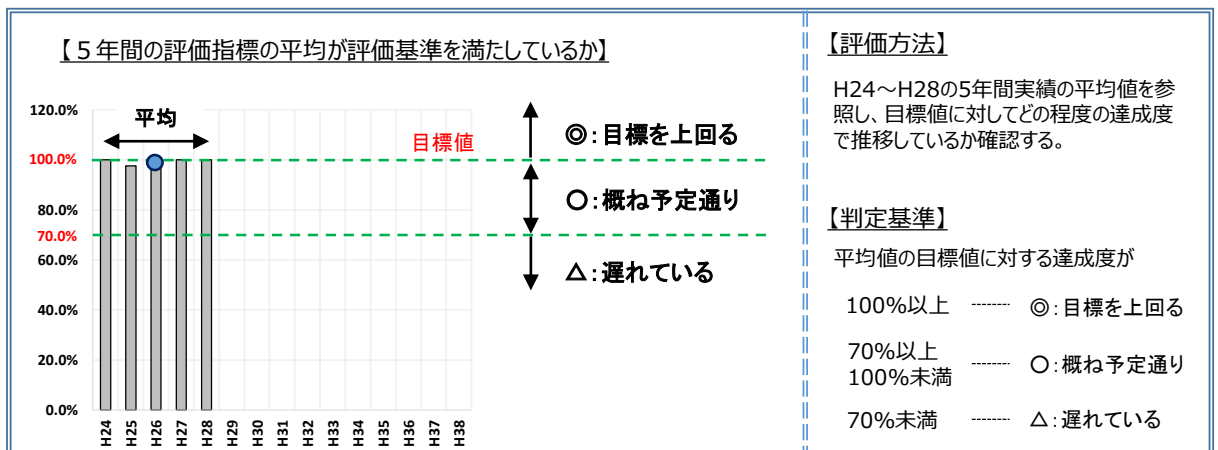 【５年間の評価指標の平均が評価基準を満たしているか】
120.0%
100.0%
80.0%
70.0%
60.0%
40.0%
20.0%
0.0%
平均
目標値
H24
H25
H26
H27
H28
H29
H30
H31
H32
H33
H34
H35
H36
H37
H38
◎：目標を上回る
○：概ね予定通り
△：遅れている
【評価方法】
H24～H28の5年間実績の平均値を参
照し、目標値に対してどの程度の達成度
で推移しているか確認する。
【判定基準】
平均値の目標値に対する達成度が
100%以上 -------- ◎：目標を上回る
70%以上
100%未満 -------- ○：概ね予定通り
70%未満 -------- △：遅れている